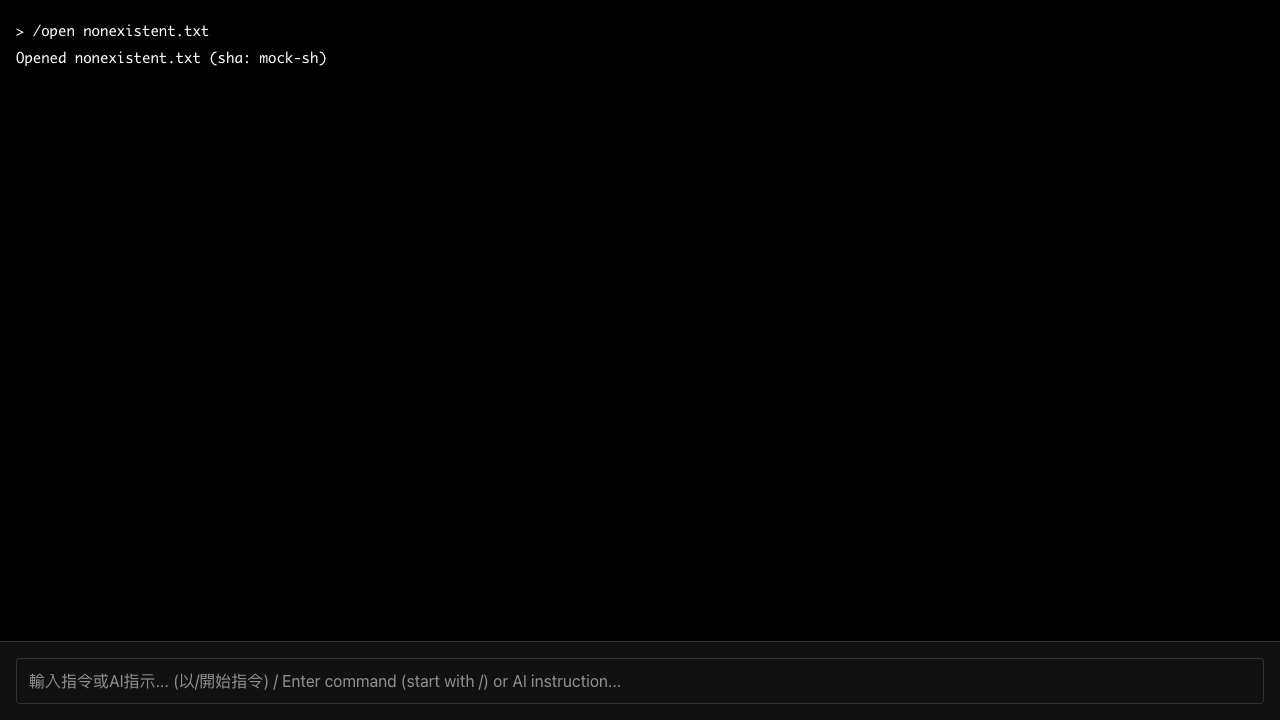 > /open nonexistent.txt
Opened nonexistent.txt (sha: mock-sh)
輸入指令或AI指示... (以/開始指令) / Enter command (start with /) or AI instruction...